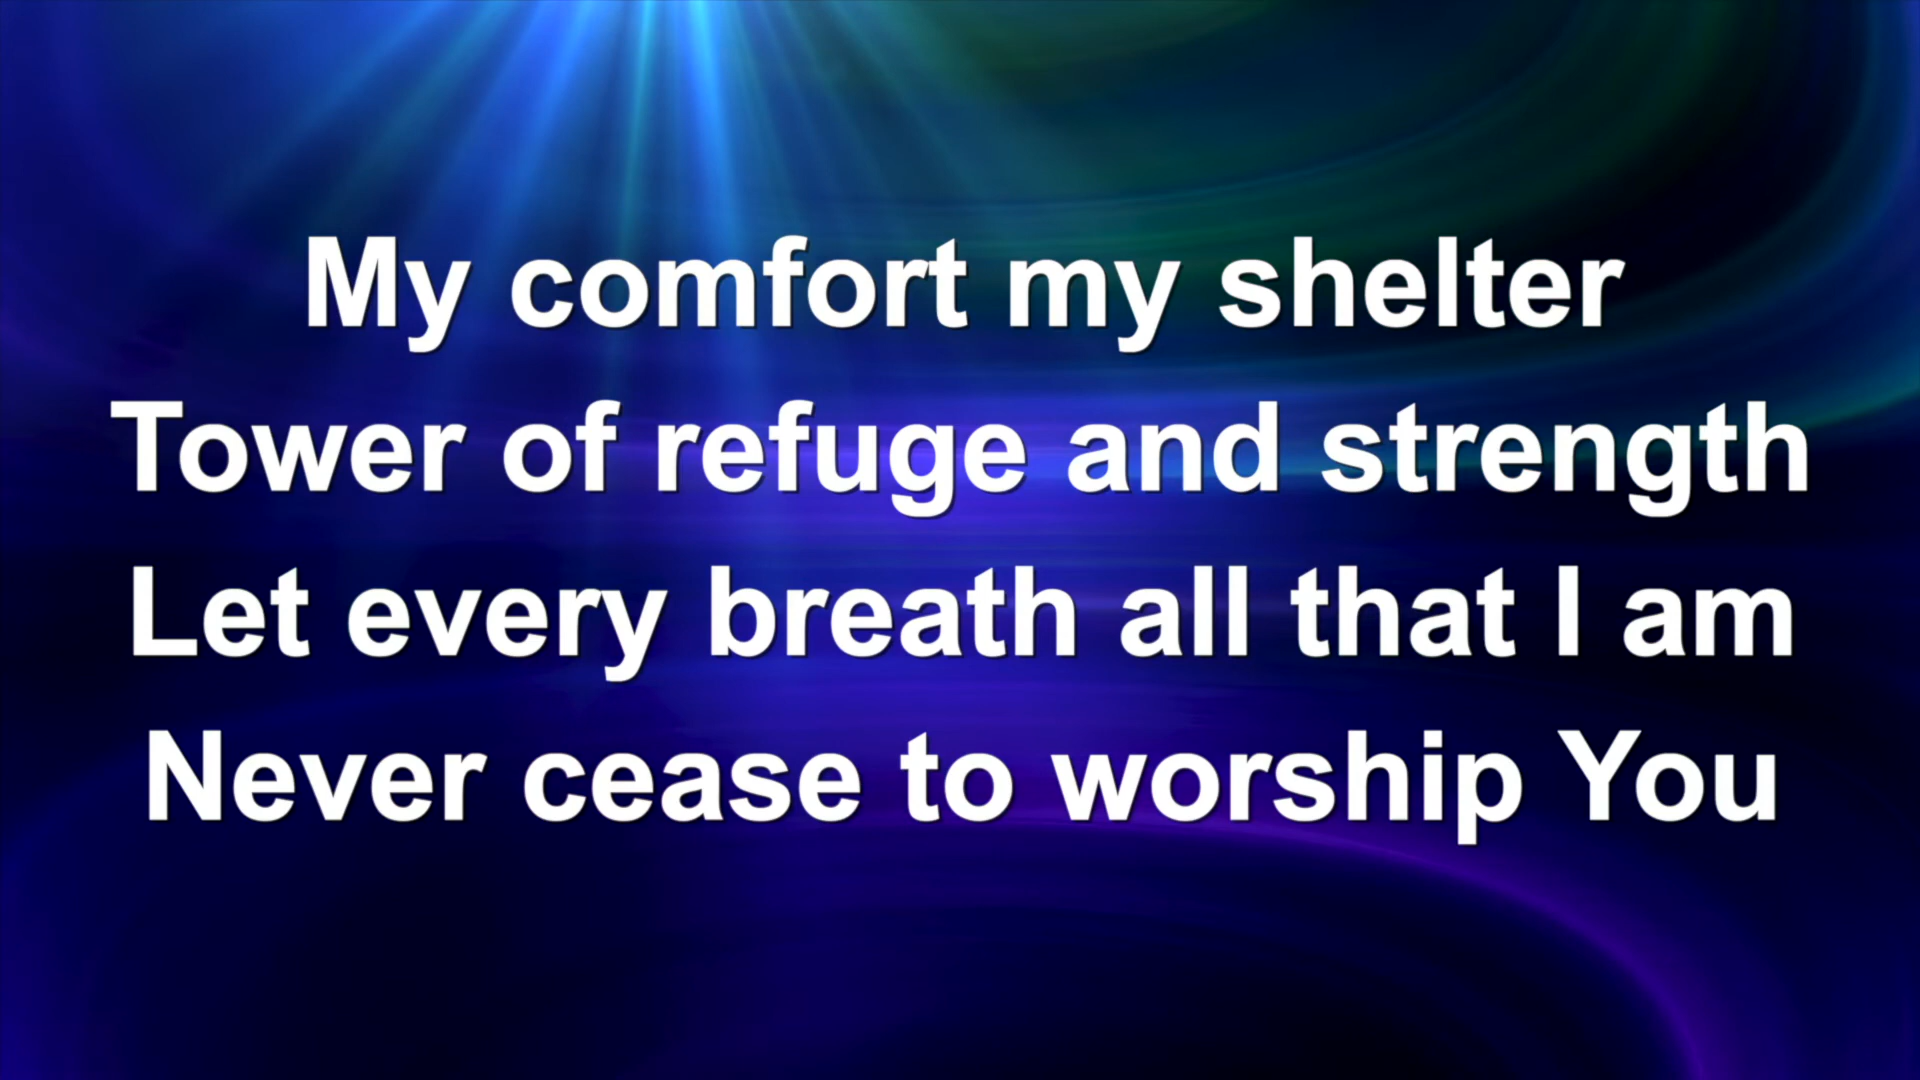 My comfort my shelter
Tower of refuge and strength
Let every breath all that I am
Never cease to worship You